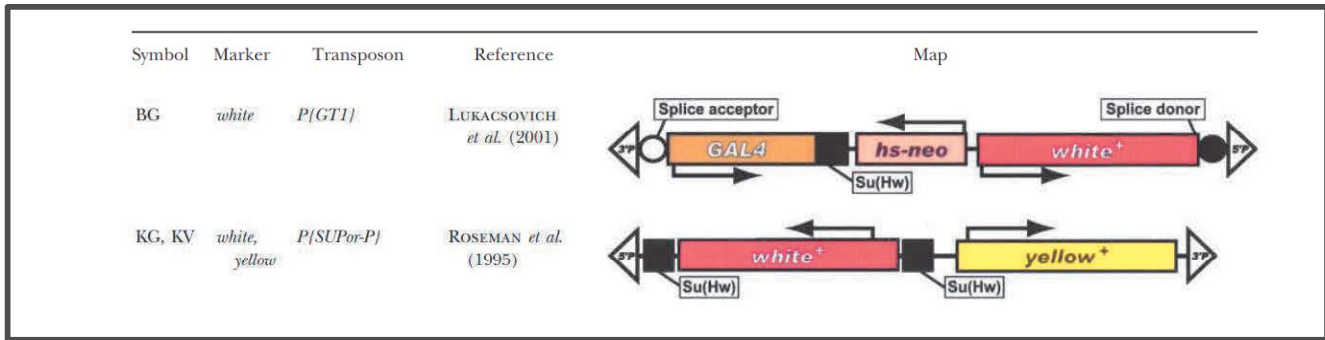 Symbol Marker Transposon Reference Map
BG white P{GT1} LUKACSOVICH
et al. (2001)
Splice acceptor Splice donor
3'P GAL4 hs-neo white+ 5'P
Su(Hw)
KG, KV white, P{SUPor-P} ROSEMAN et al.
yellow (1995)
5'P white+ yellow+ 3'P
Su(Hw) Su(Hw)